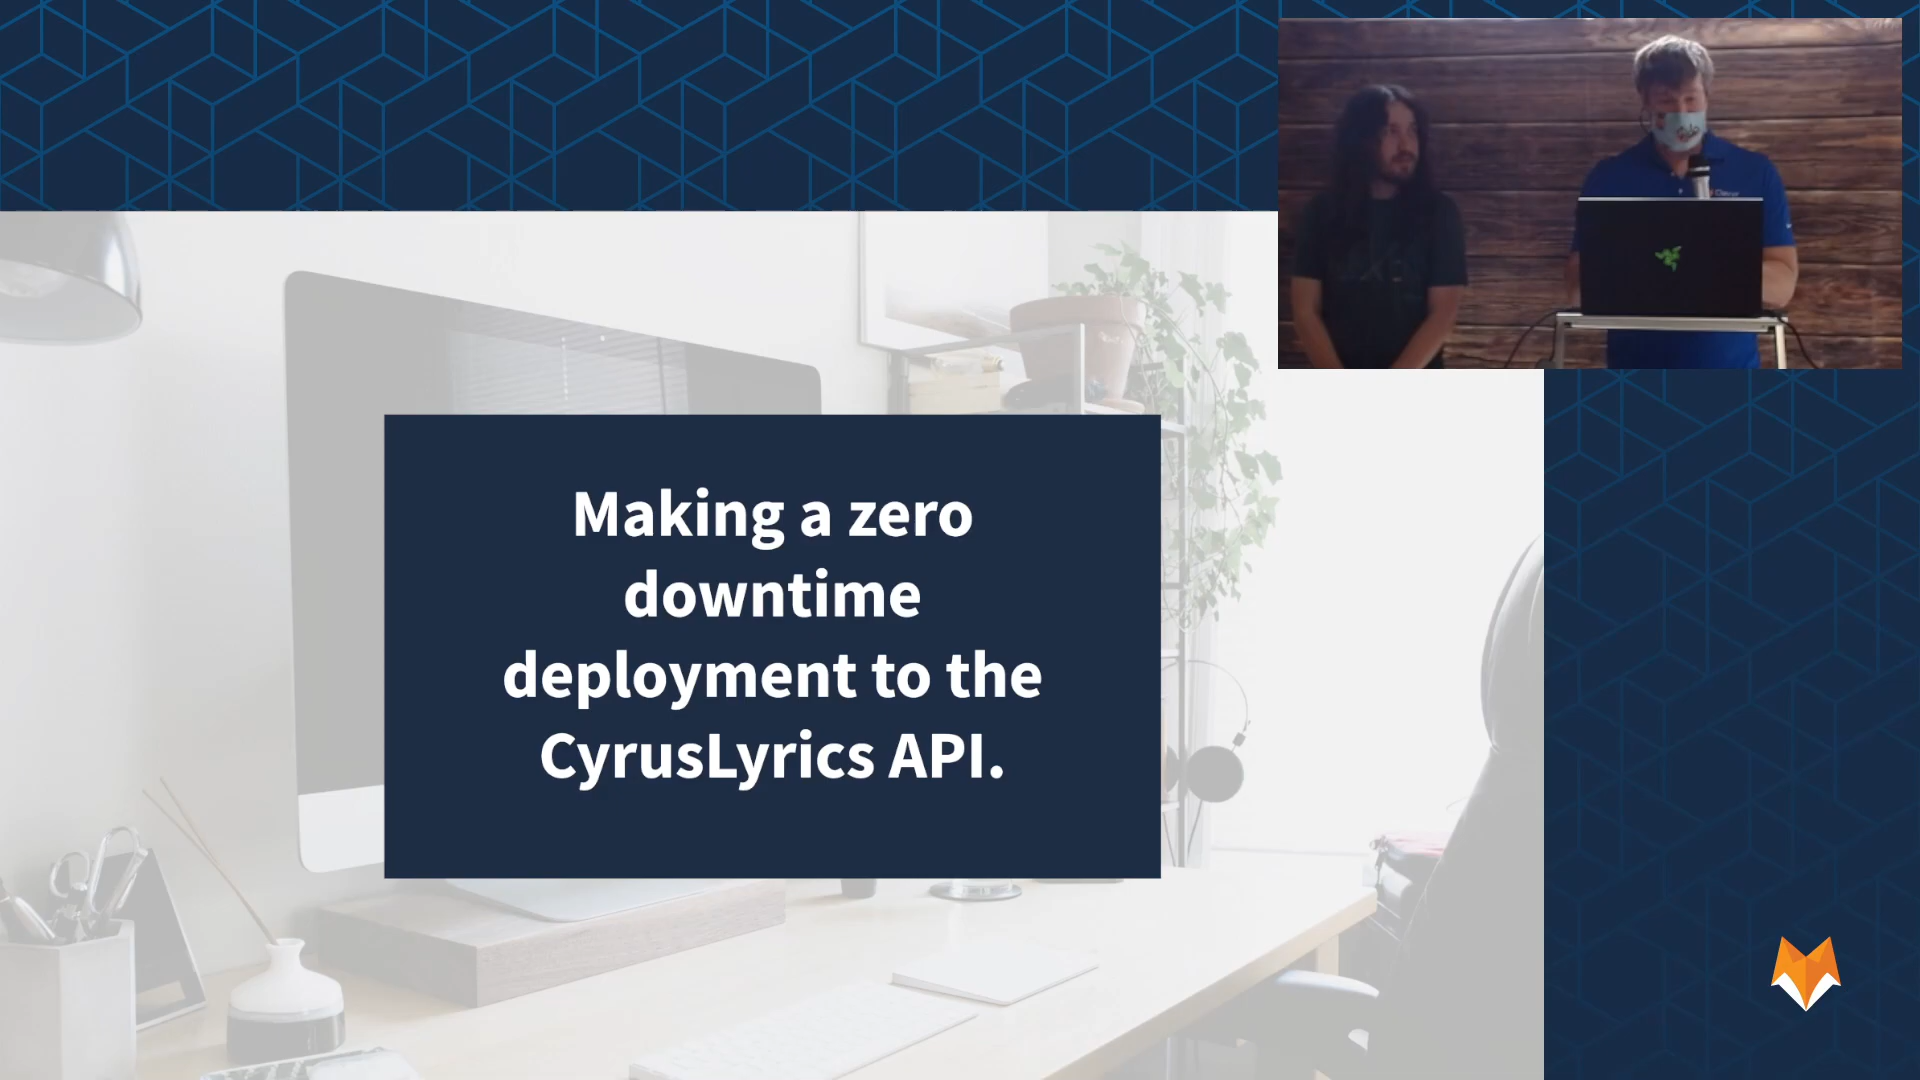 Making a zero
downtime
deployment to the
CyrusLyrics API.